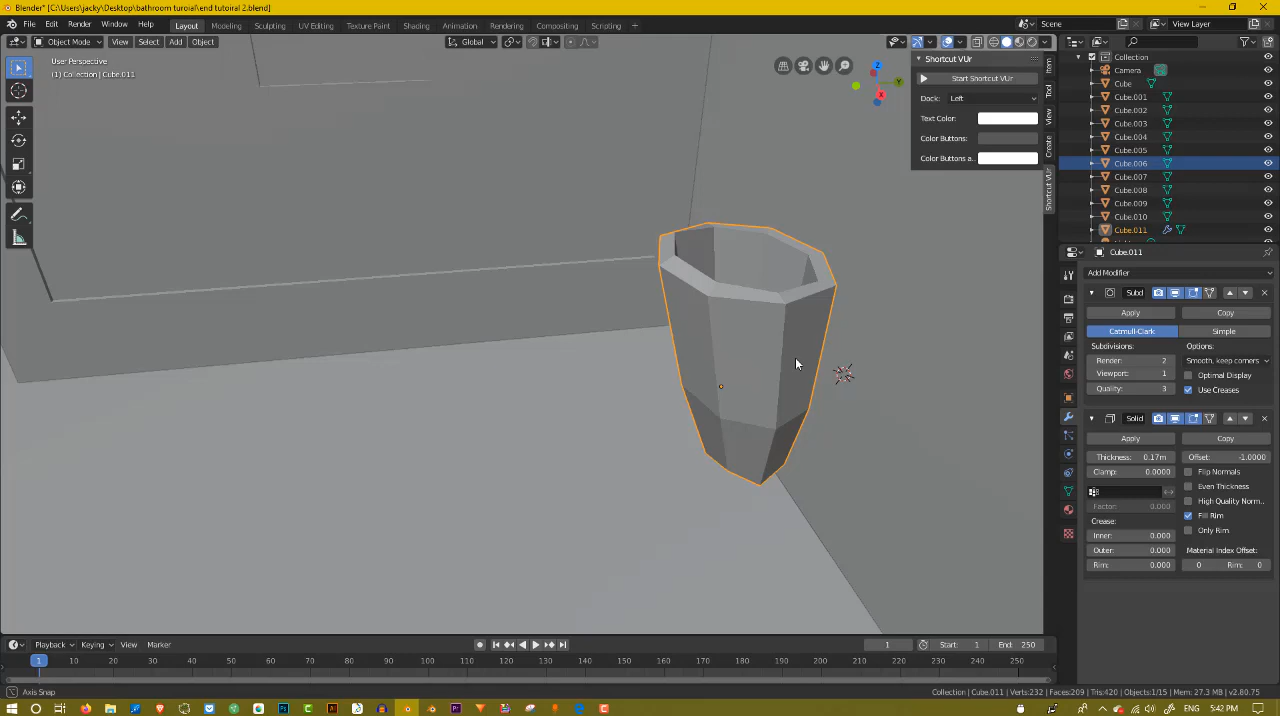 Blender* [C:\Users\jacky\Desktop\bathroom turoial\end tutoiral 2.blend]
File Edit Render Window Help Layout Modeling Sculpting UV Editing Texture Paint Shading Animation Rendering Compositing Scripting Scene View Layer
Object Mode View Select Add Object Global
User Perspective
(1) Collection | Cube.011
Shortcut VUr
Start Shortcut VUr
Dock: Left
Text Color:
Color Buttons:
Color Buttons a..
Item
Tool
View
Create
Shortcut VUr
Z
Y
X
Collection
Camera
Cube
Cube.001
Cube.002
Cube.003
Cube.004
Cube.005
Cube.006
Cube.007
Cube.008
Cube.009
Cube.010
Cube.011
Cube.011
Add Modifier
Subd
Apply Copy
Catmull-Clark Simple
Subdivisions: Options:
Render: 2 Smooth, keep corners
Viewport: 1 Optimal Display
Quality: 3 Use Creases
Solid
Apply Copy
Thickness: 0.17m Offset: -1.0000
Clamp: 0.0000 Flip Normals
Even Thickness
High Quality Norm..
Factor: 0.000
Crease: Fill Rim
Only Rim
Inner: 0.000
Outer: 0.000 Material Index Offset:
Rim: 0.000 0 Rim: 0
Playback Keying View Marker 1 Start: 1 End: 250
1 10 20 30 40 50 60 70 80 90 100 110 120 130 140 150 160 170 180 190 200 210 220 230 240 250
Axis Snap Collection | Cube.011 | Verts:232 | Faces:209 | Tris:420 | Objects:1/15 | Mem: 27.3 MB | v2.80.75
5:42 PM